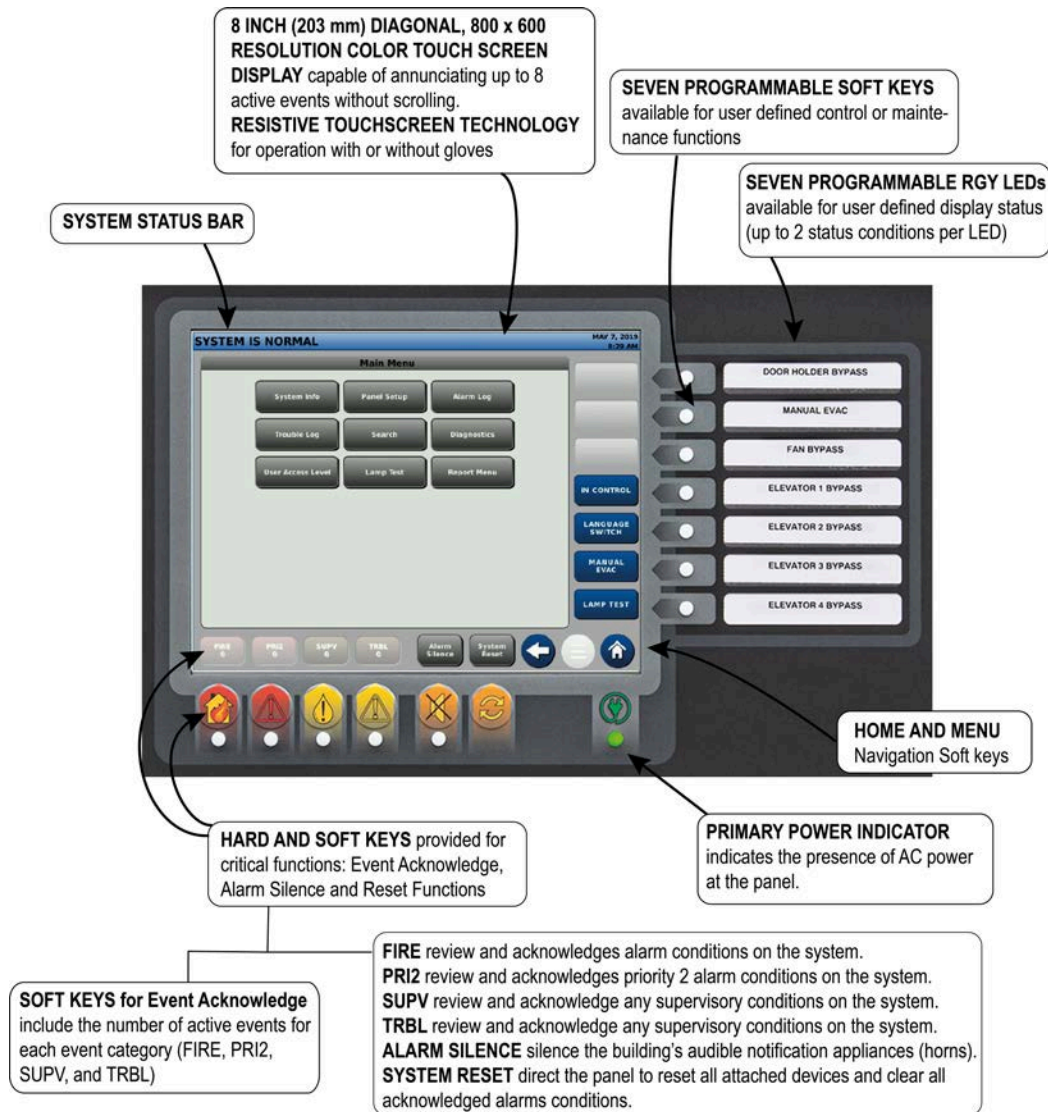 8 INCH (203 mm) DIAGONAL, 800 x 600
RESOLUTION COLOR TOUCH SCREEN
DISPLAY capable of annunciating up to 8
active events without scrolling.
RESISTIVE TOUCHSCREEN TECHNOLOGY
for operation with or without gloves
SEVEN PROGRAMMABLE SOFT KEYS
available for user defined control or mainte-
nance functions
SEVEN PROGRAMMABLE RGY LEDs
available for user defined display status
(up to 2 status conditions per LED)
SYSTEM STATUS BAR
SYSTEM IS NORMAL
MAY 7, 2019
8:39 AM
Main Menu
System Info
Panel Setup
Alarm Log
Trouble Log
Search
Diagnostics
User Access Level
Lamp Test
Report Menu
IN CONTROL
LANGUAGE
SWITCH
MANUAL
EVAC
LAMP TEST
DOOR HOLDER BYPASS
MANUAL EVAC
FAN BYPASS
ELEVATOR 1 BYPASS
ELEVATOR 2 BYPASS
ELEVATOR 3 BYPASS
ELEVATOR 4 BYPASS
FIRE
0
PRI2
0
SUPV
0
TRBL
0
Alarm
Silence
System
Reset
HOME AND MENU
Navigation Soft keys
HARD AND SOFT KEYS provided for
critical functions: Event Acknowledge,
Alarm Silence and Reset Functions
PRIMARY POWER INDICATOR
indicates the presence of AC power
at the panel.
SOFT KEYS for Event Acknowledge
include the number of active events for
each event category (FIRE, PRI2,
SUPV, and TRBL)
FIRE review and acknowledges alarm conditions on the system.
PRI2 review and acknowledges priority 2 alarm conditions on the system.
SUPV review and acknowledge any supervisory conditions on the system.
TRBL review and acknowledge any supervisory conditions on the system.
ALARM SILENCE silence the building's audible notification appliances (horns).
SYSTEM RESET direct the panel to reset all attached devices and clear all
acknowledged alarms conditions.